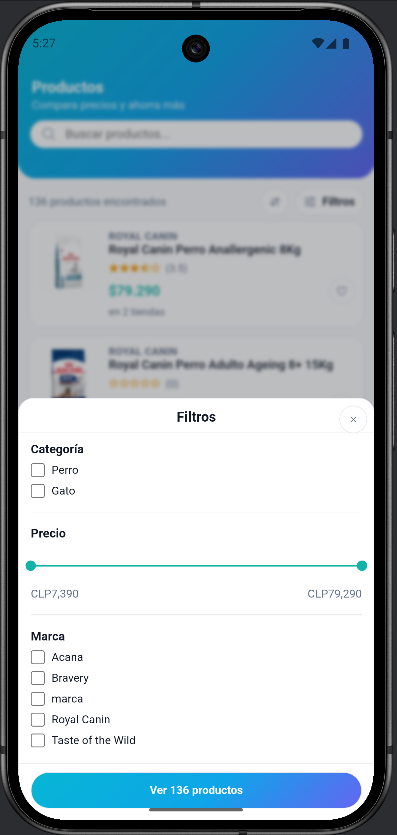 5:27
Productos
Compara precios y ahorra más
Buscar productos...
136 productos encontrados
Filtros
ROYAL CANIN
Royal Canin Perro Anallergenic 8Kg
(3.5)
$79.290
en 2 tiendas
ROYAL CANIN
Royal Canin Perro Adulto Ageing 8+ 15Kg
(0)
Filtros
Categoría
Perro
Gato
Precio
CLP7,390
CLP79,290
Marca
Acana
Bravery
marca
Royal Canin
Taste of the Wild
Ver 136 productos